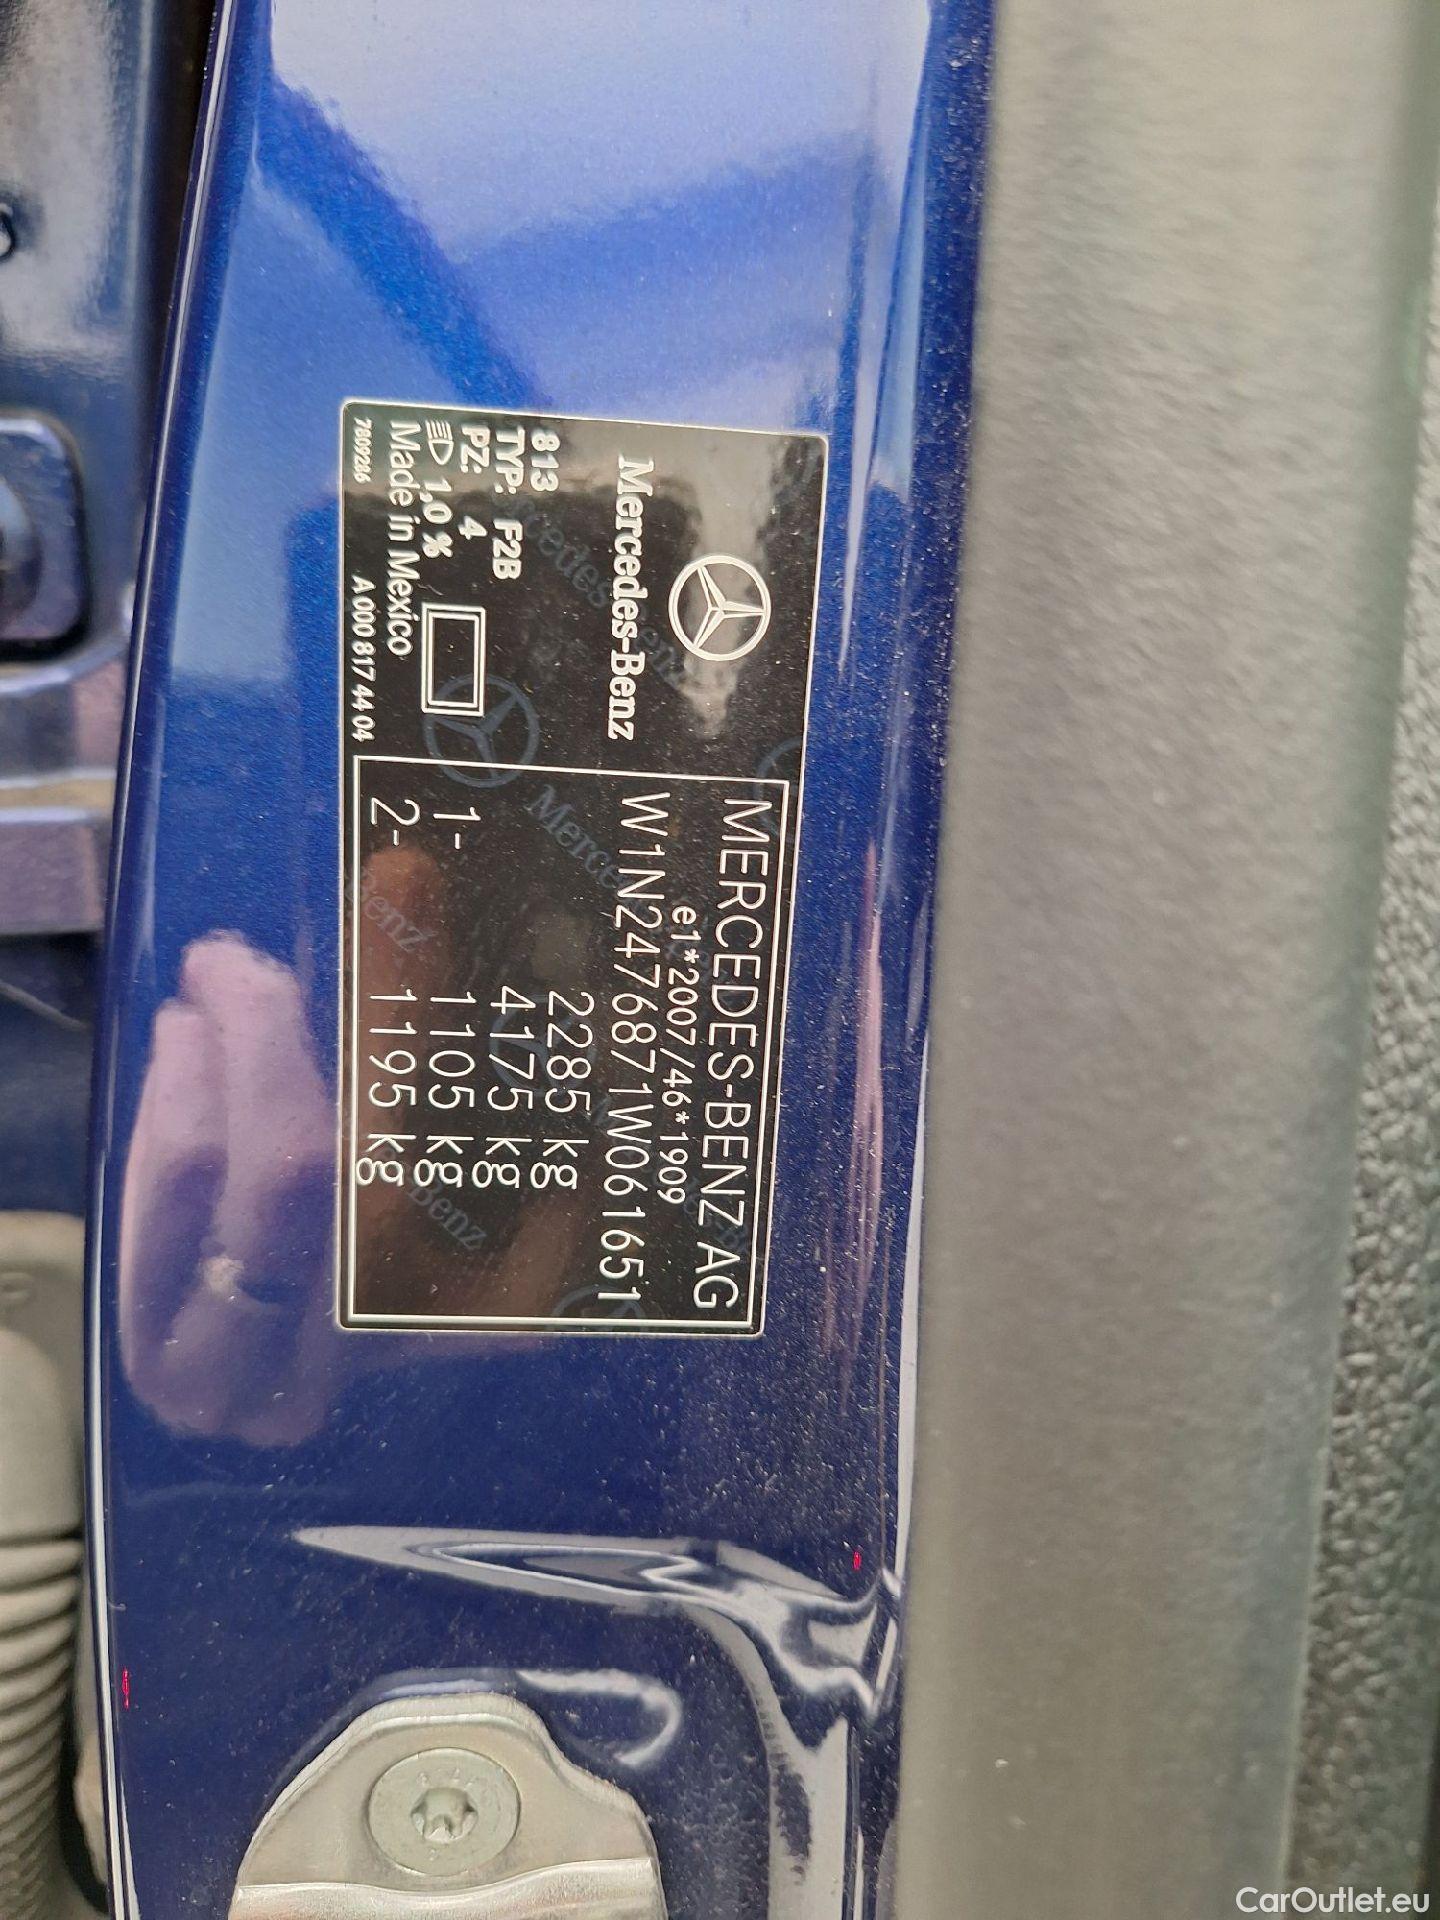 Mercedes-Benz
813
TYP: F2B
PZ: 4
1,0 %
Made in Mexico
7809286 A 000 817 44 04
MERCEDES-BENZ AG
e1*2007/46*1909
W1N2476871W061651
2285 kg
4175 kg
1- 1105 kg
2- 1195 kg
CarOutlet.eu